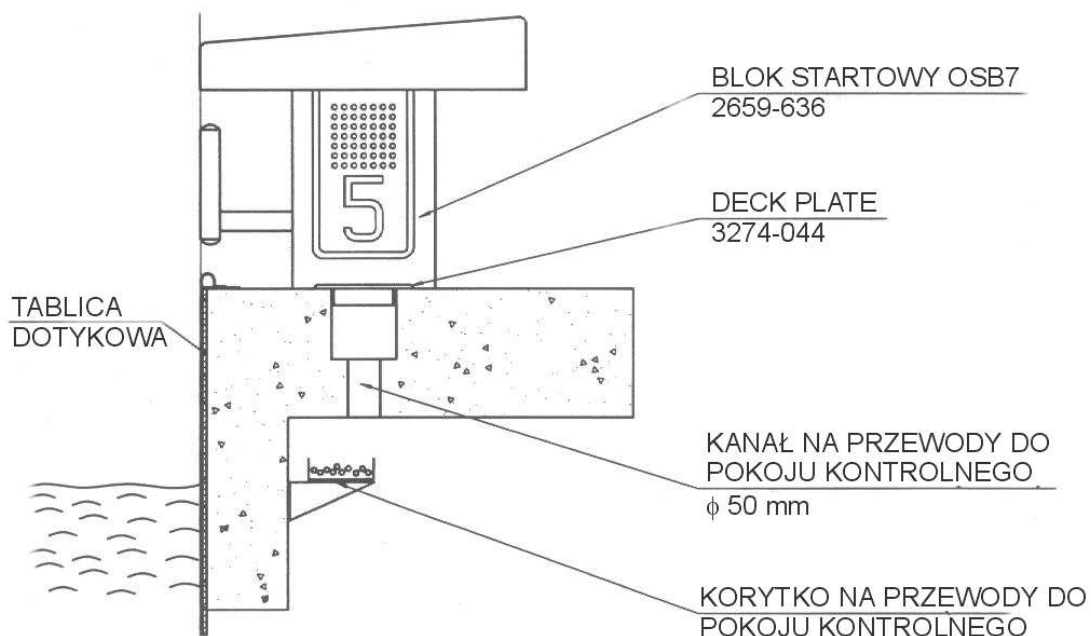 BLOK STARTOWY OSB7
2659-636
5
DECK PLATE
3274-044
TABLICA
DOTYKOWA
KANAŁ NA PRZEWODY DO
POKOJU KONTROLNEGO
ϕ 50 mm
KORYTKO NA PRZEWODY DO
POKOJU KONTROLNEGO